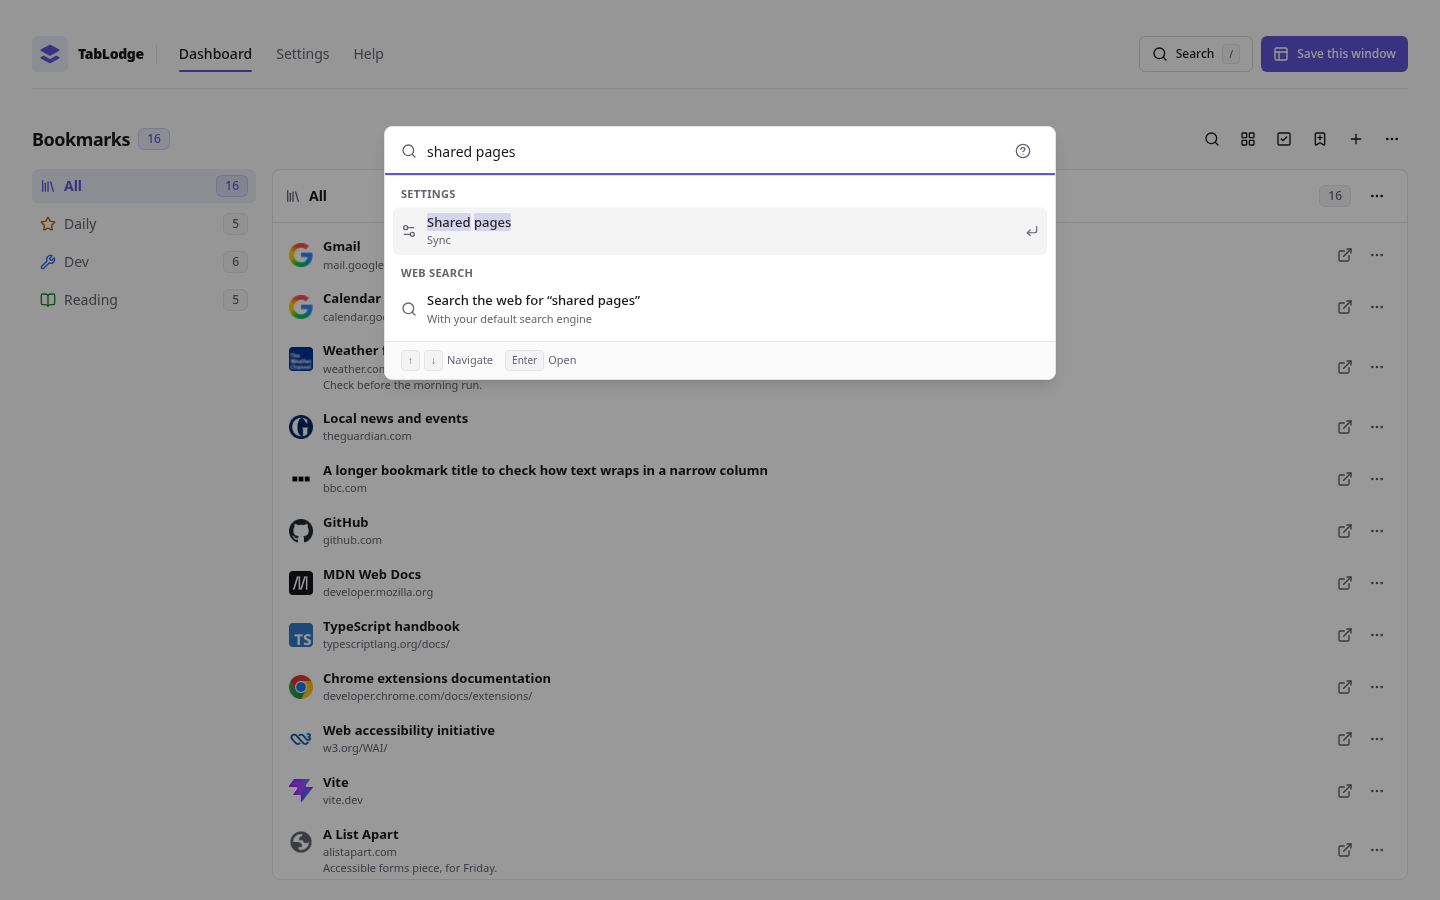 TabLodge
Dashboard
Settings
Help
Search /
Save this window
Bookmarks 16
shared pages
SETTINGS
Shared pages
Sync
WEB SEARCH
Search the web for “shared pages”
With your default search engine
↑ ↓ Navigate Enter Open
All 16
Daily 5
Dev 6
Reading 5
All 16
Gmail
mail.google
Calendar
calendar.go
Weather
weather.com
Check before the morning run.
Local news and events
theguardian.com
A longer bookmark title to check how text wraps in a narrow column
bbc.com
GitHub
github.com
MDN Web Docs
developer.mozilla.org
TS
TypeScript handbook
typescriptlang.org/docs/
Chrome extensions documentation
developer.chrome.com/docs/extensions/
Web accessibility initiative
w3.org/WAI/
Vite
vite.dev
A List Apart
alistapart.com
Accessible forms piece, for Friday.